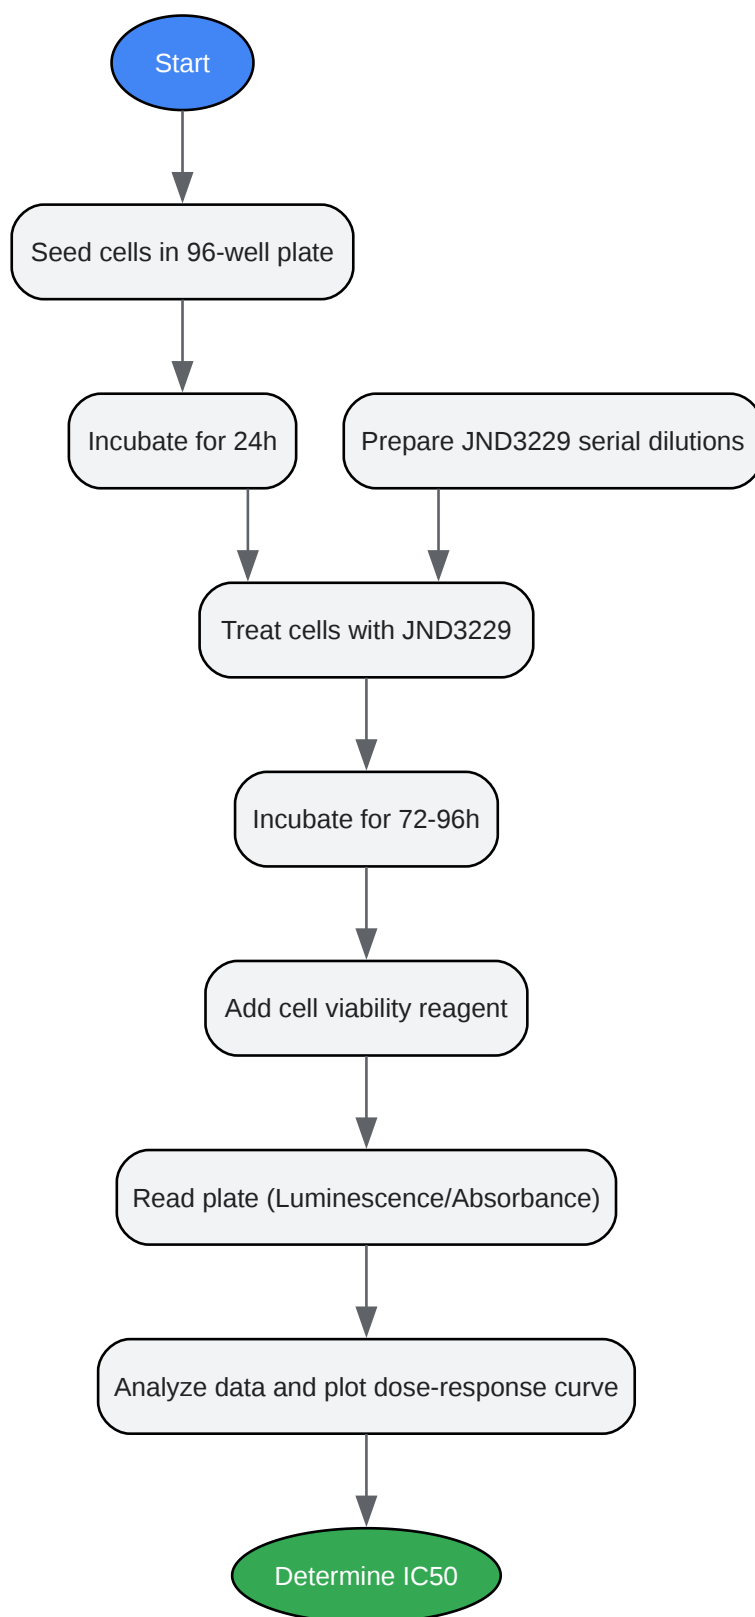 Start
Seed cells in 96-well plate
Incubate for 24h
Prepare JND3229 serial dilutions
Treat cells with JND3229
Incubate for 72-96h
Add cell viability reagent
Read plate (Luminescence/Absorbance)
Analyze data and plot dose-response curve
Determine IC50